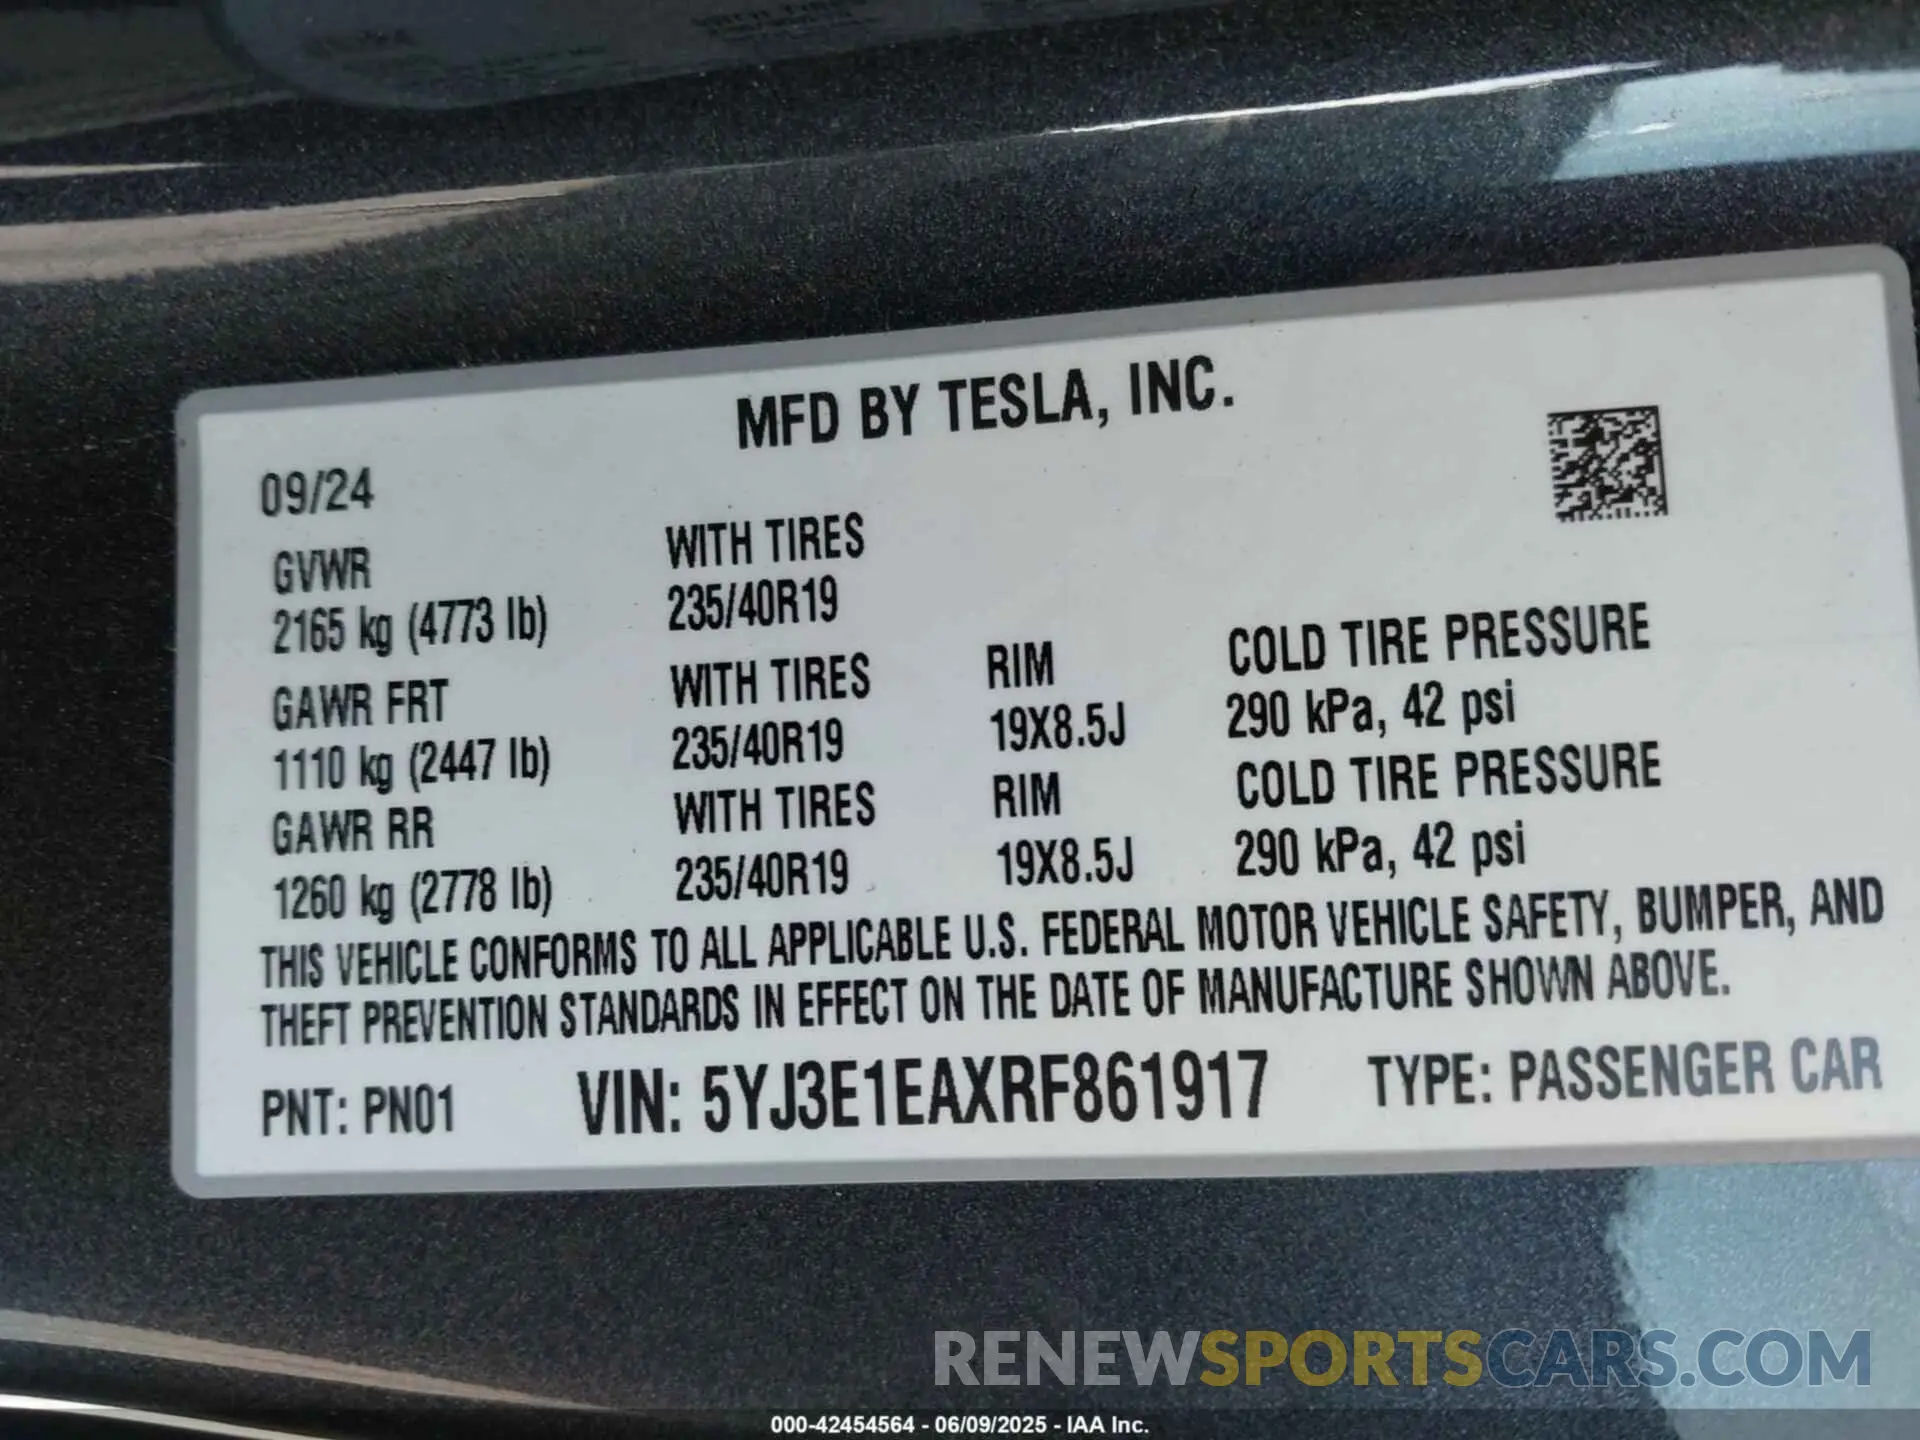 MFD BY TESLA, INC.
09/24
GVWR WITH TIRES
2165 kg (4773 lb) 235/40R19
GAWR FRT WITH TIRES RIM COLD TIRE PRESSURE
1110 kg (2447 lb) 235/40R19 19X8.5J 290 kPa, 42 psi
GAWR RR WITH TIRES RIM COLD TIRE PRESSURE
1260 kg (2778 lb) 235/40R19 19X8.5J 290 kPa, 42 psi
THIS VEHICLE CONFORMS TO ALL APPLICABLE U.S. FEDERAL MOTOR VEHICLE SAFETY, BUMPER, AND
THEFT PREVENTION STANDARDS IN EFFECT ON THE DATE OF MANUFACTURE SHOWN ABOVE.
PNT: PN01 VIN: 5YJ3E1EAXRF861917 TYPE: PASSENGER CAR
RENEWSPORTSCARS.COM
000-42454564 - 06/09/2025 - IAA Inc.